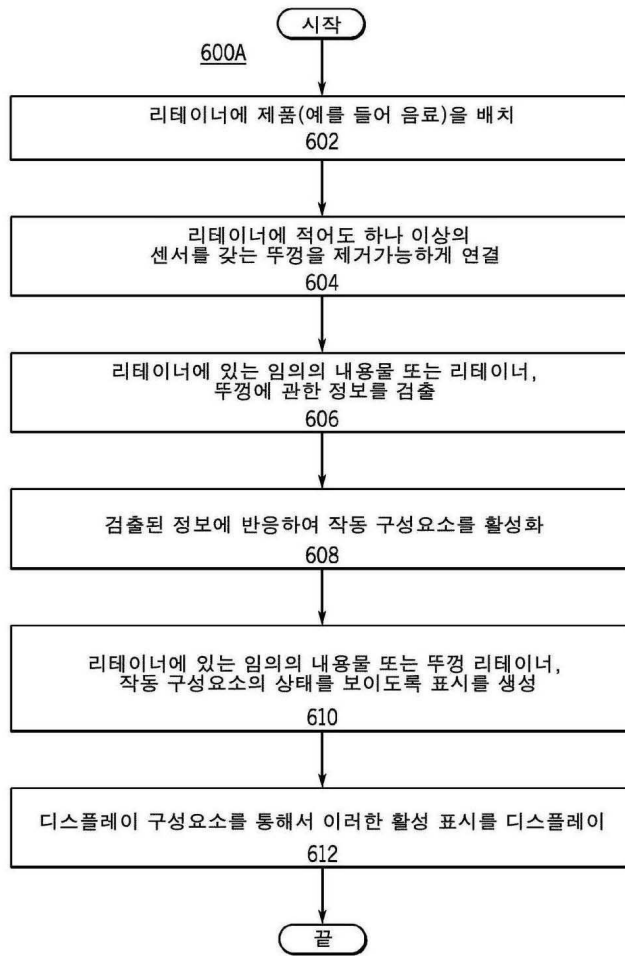 시작
600A
리테이너에 제품(예를 들어 음료)을 배치
602
리테이너에 적어도 하나 이상의
센서를 갖는 뚜껑을 제거가능하게 연결
604
리테이너에 있는 임의의 내용물 또는 리테이너,
뚜껑에 관한 정보를 검출
606
검출된 정보에 반응하여 작동 구성요소를 활성화
608
리테이너에 있는 임의의 내용물 또는 뚜껑 리테이너,
작동 구성요소의 상태를 보이도록 표시를 생성
610
디스플레이 구성요소를 통해서 이러한 활성 표시를 디스플레이
612
끝